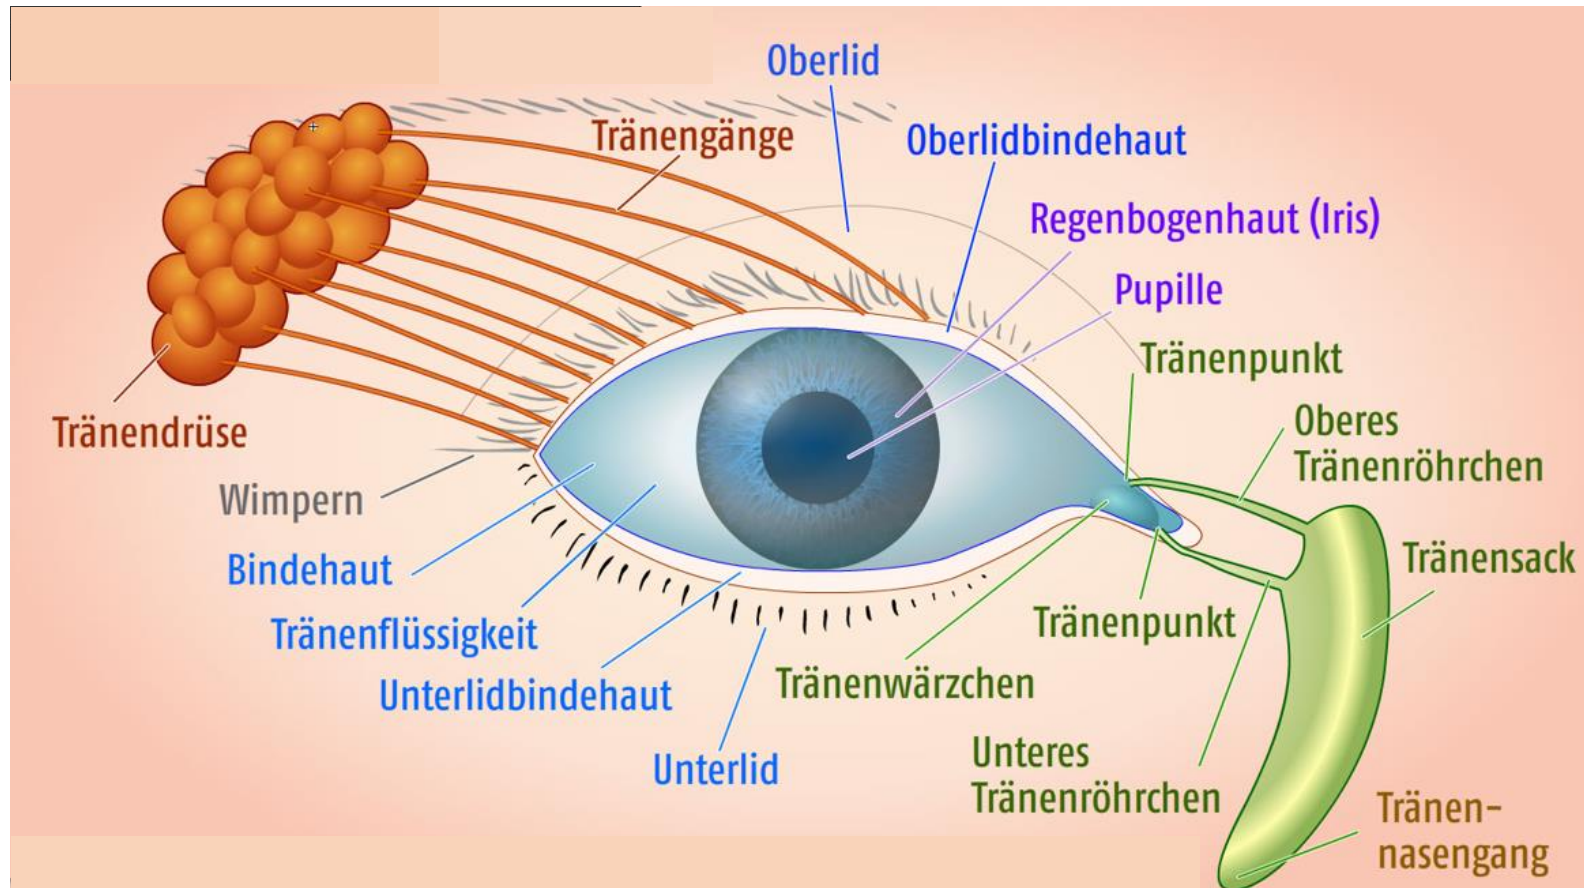 Oberlid
Tränengänge
Oberlidbindehaut
Regenbogenhaut (Iris)
Pupille
Tränenpunkt
Oberes
Tränenröhrchen
Tränendrüse
Wimpern
Bindehaut
Tränenflüssigkeit
Unterlidbindehaut
Unterlid
Tränensack
Tränenpunkt
Tränenwärzchen
Unteres
Tränenröhrchen
Tränen-
nasengang